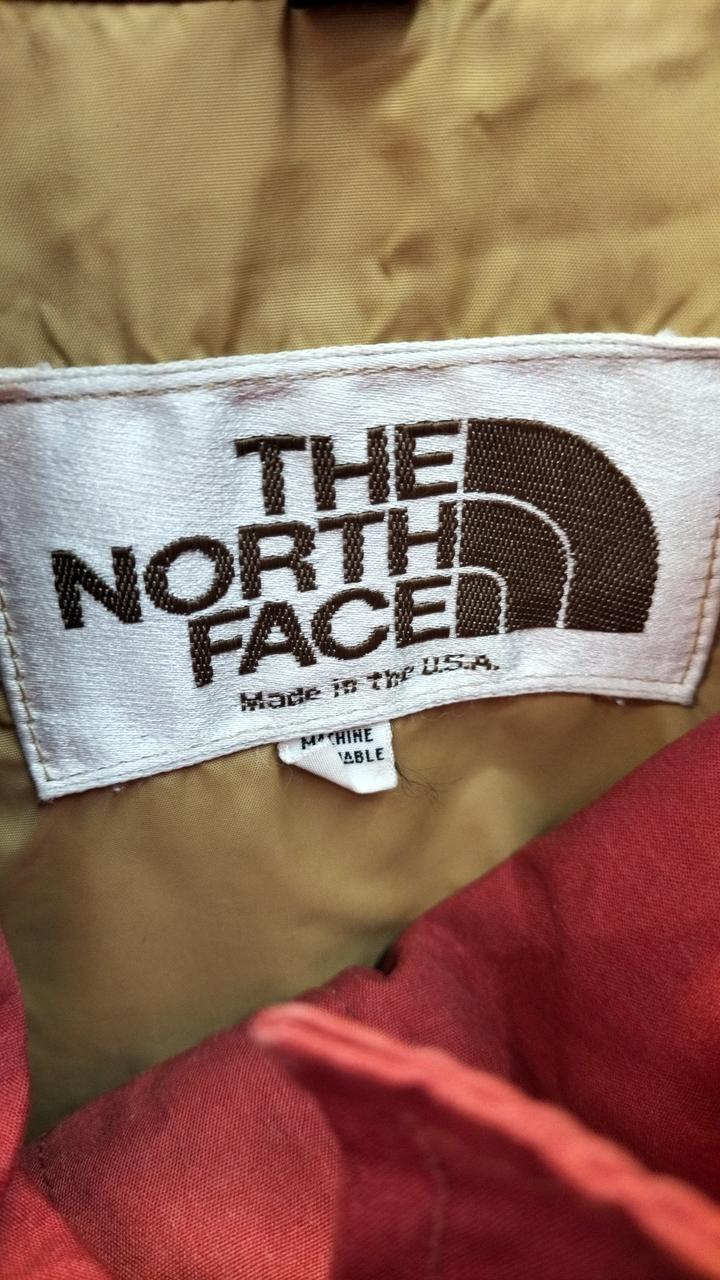 THE
NORTH
FACE
Made in the U.S.A.
MACHINE